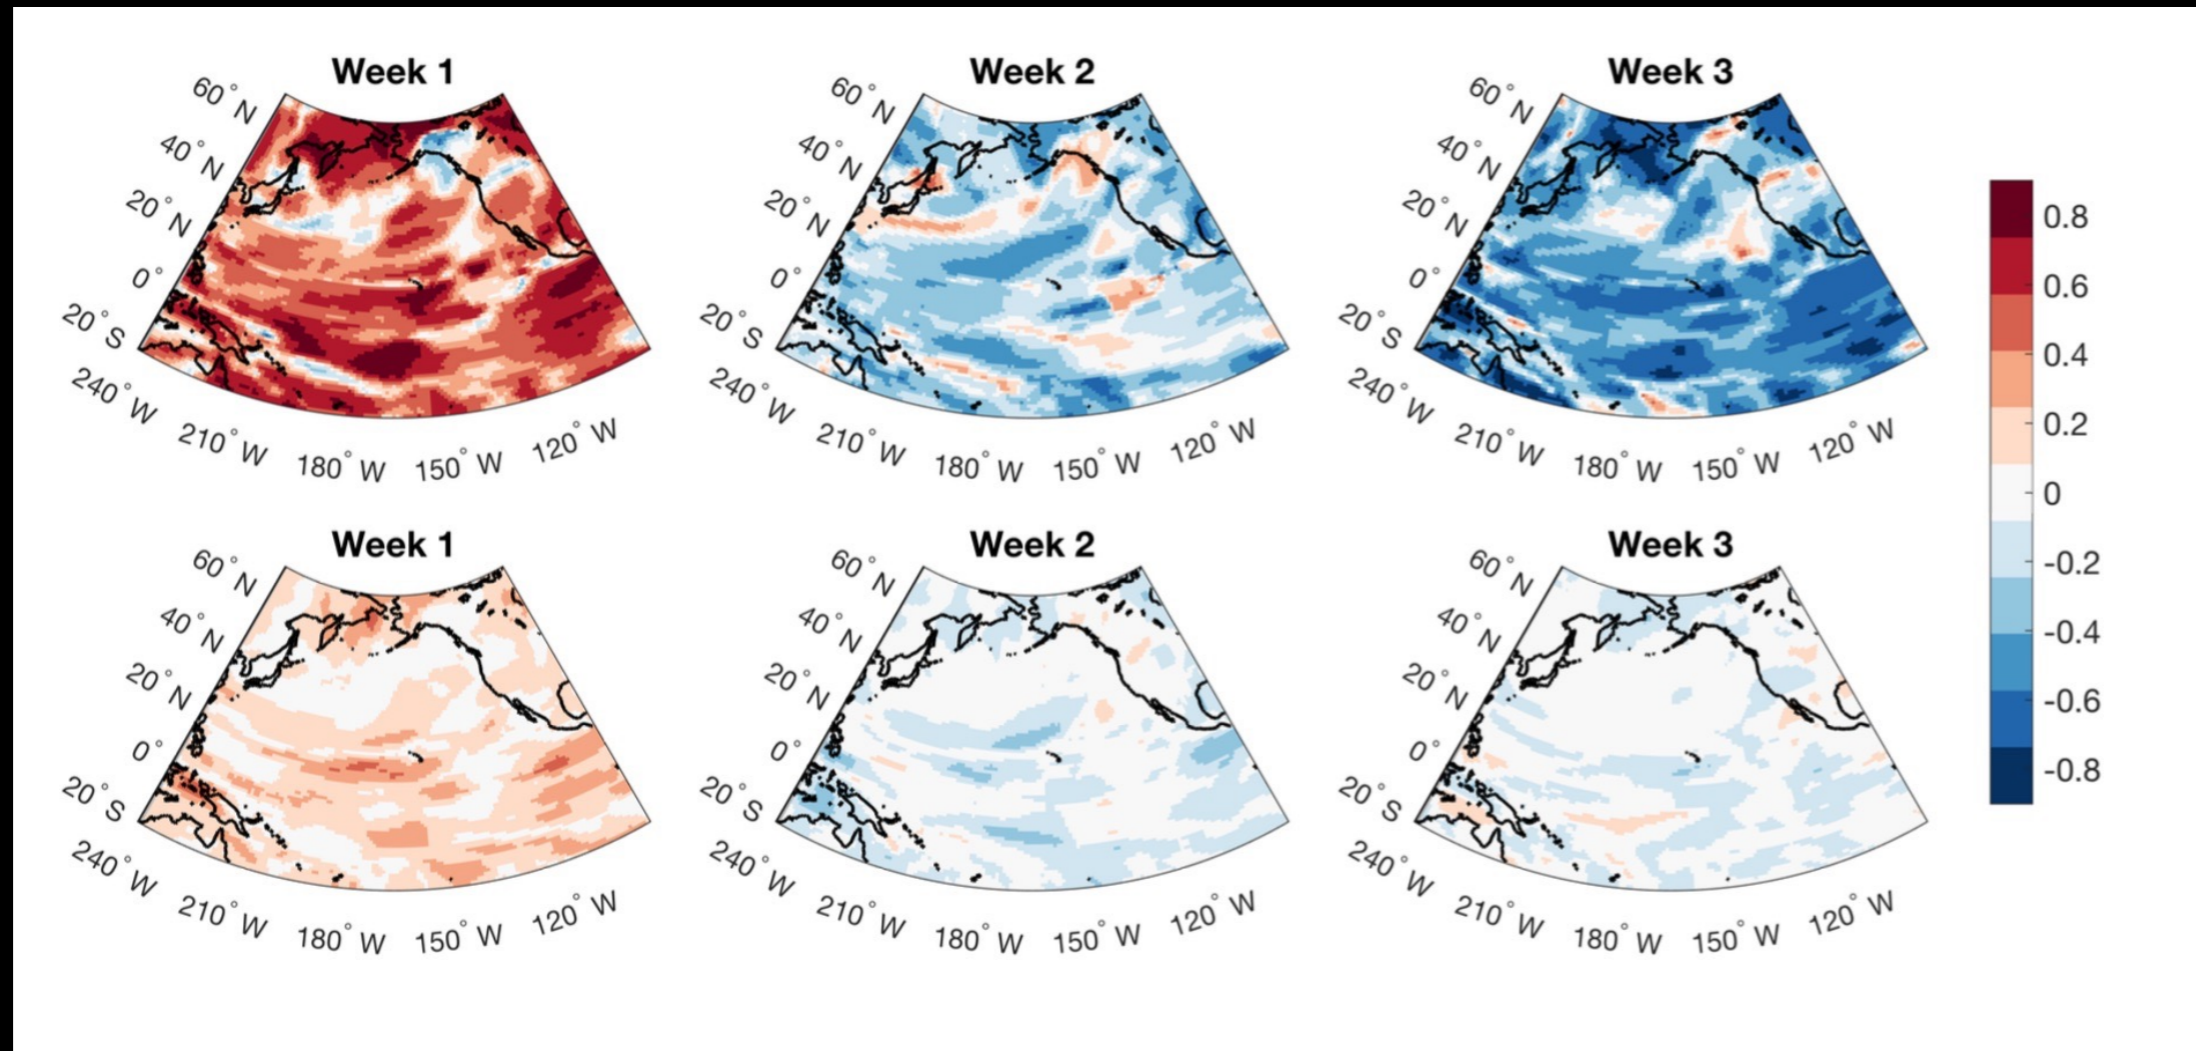 Week 1
60° N
40° N
20° N
0°
20° S
240° W
210° W
180° W
150° W
120° W
Week 2
60° N
40° N
20° N
0°
20° S
240° W
210° W
180° W
150° W
120° W
Week 3
60° N
40° N
20° N
0°
20° S
240° W
210° W
180° W
150° W
120° W
Week 1
60° N
40° N
20° N
0°
20° S
240° W
210° W
180° W
150° W
120° W
Week 2
60° N
40° N
20° N
0°
20° S
240° W
210° W
180° W
150° W
120° W
Week 3
60° N
40° N
20° N
0°
20° S
240° W
210° W
180° W
150° W
120° W
0.8
0.6
0.4
0.2
0
-0.2
-0.4
-0.6
-0.8